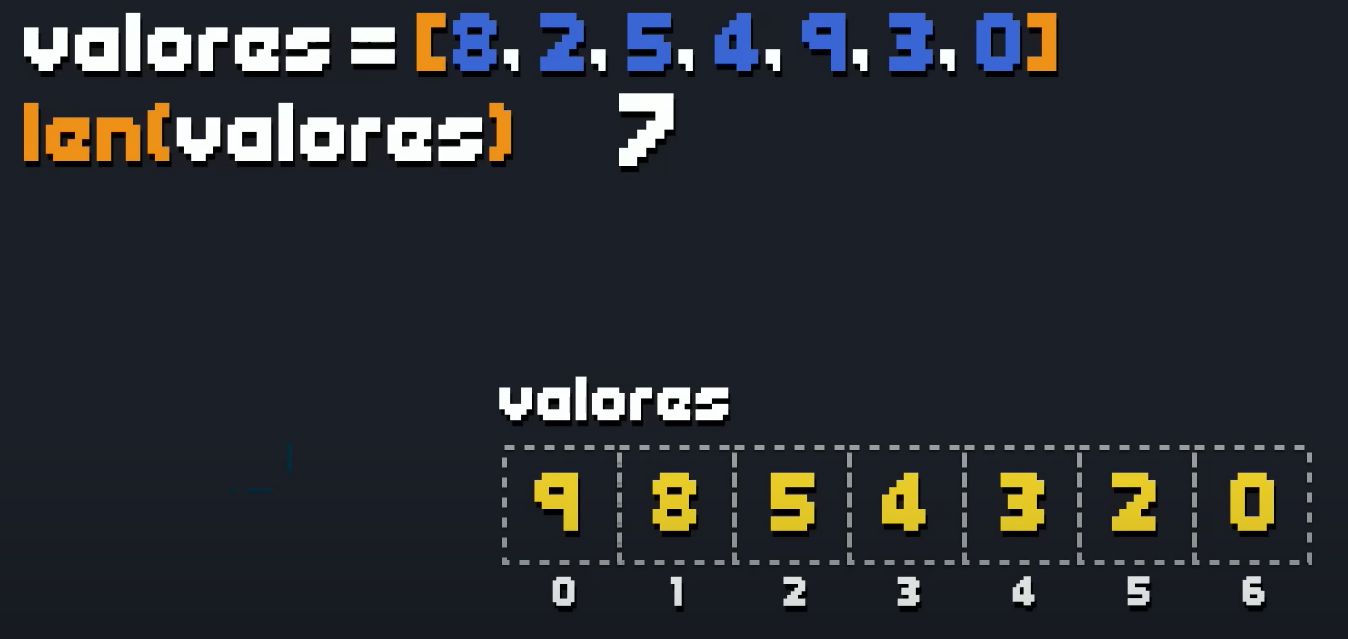 valores = [8, 2, 5, 4, 9, 3, 0]
len(valores) 7
valores
9 8 5 4 3 2 0
0 1 2 3 4 5 6